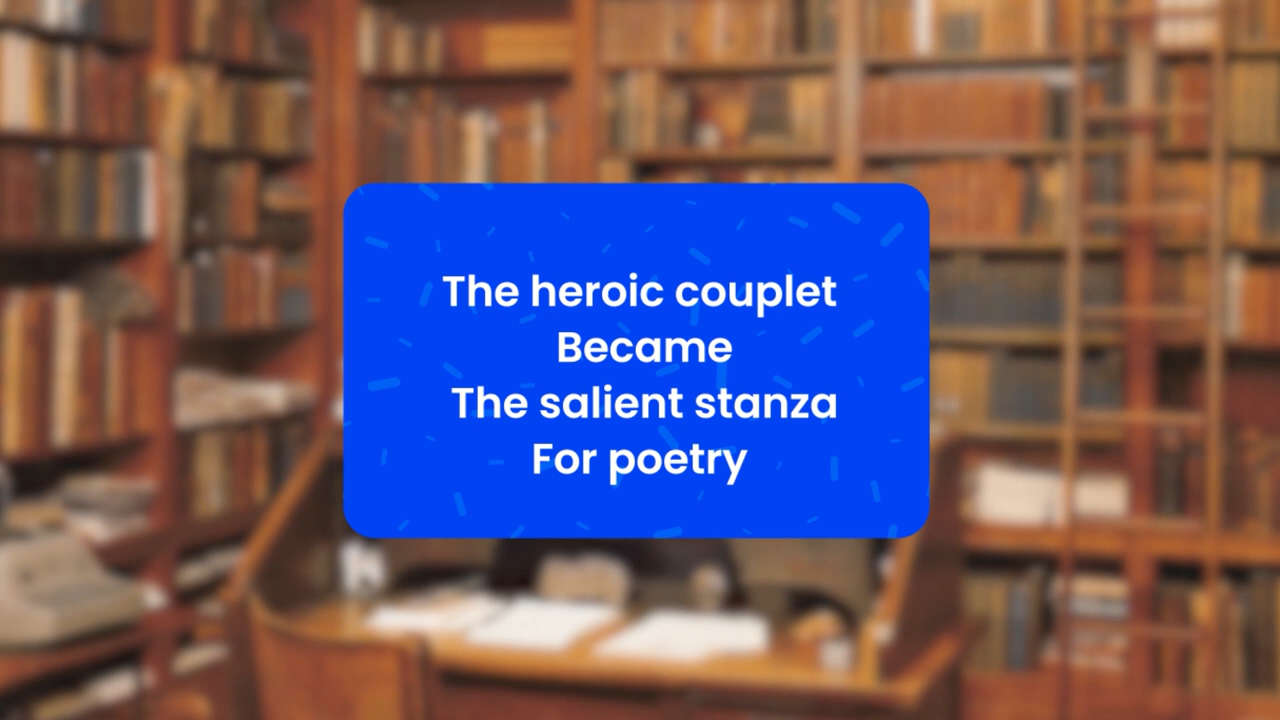 The heroic couplet
Became
The salient stanza
For poetry